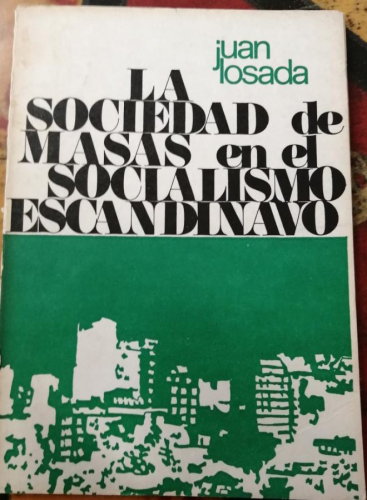 juan
losada
LA
SOCIEDAD de
MASAS en el
SOCIALISMO
ESCANDINAVO